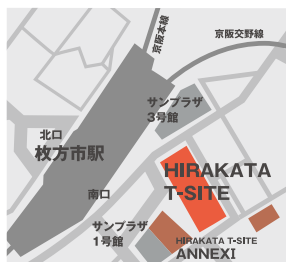 京阪本線
京阪交野線
サンプラザ
3号館
北口
枚方市駅
HIRAKATA
T-SITE
南口
サンプラザ
1号館
HIRAKATA T-SITE
ANNEXI